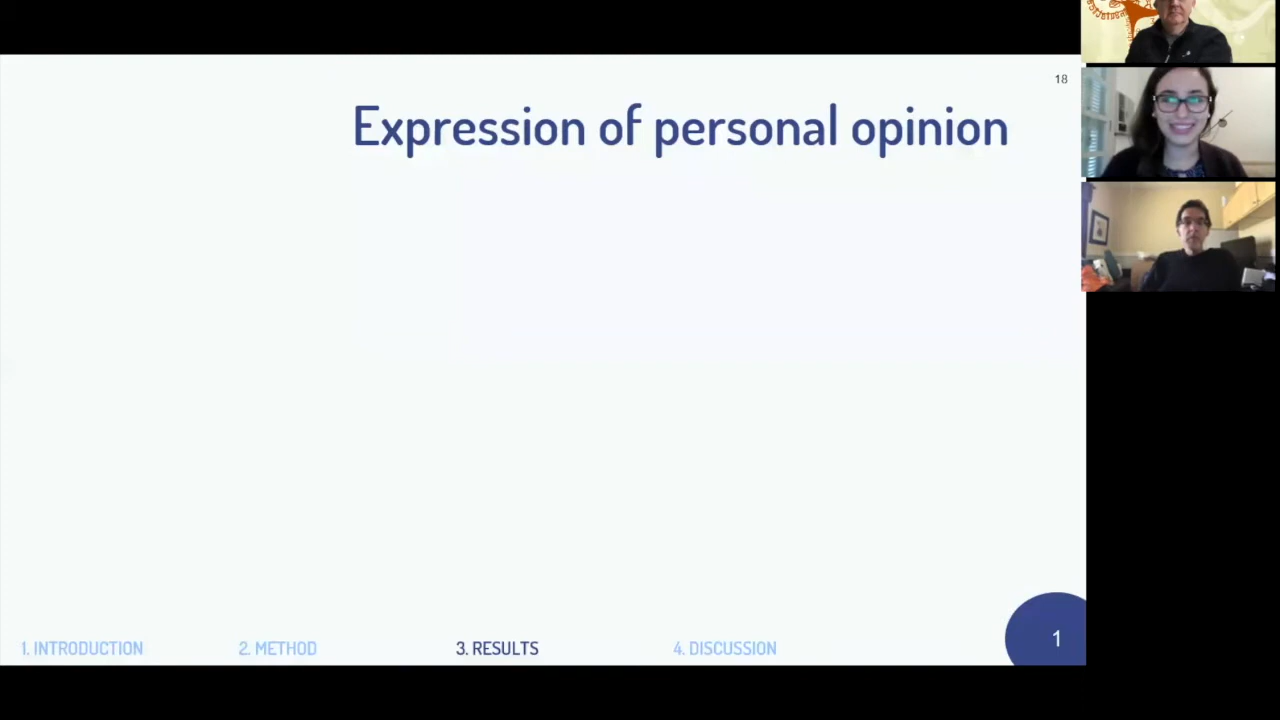 18
Expression of personal opinion
1. INTRODUCTION
2. METHOD
3. RESULTS
4. DISCUSSION
1